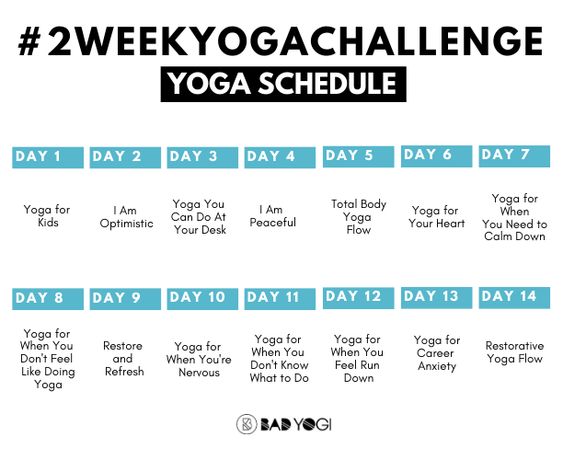 #2WEEKYOGACHALLENGE
YOGA SCHEDULE
DAY 1
DAY 2
DAY 3
DAY 4
DAY 5
DAY 6
DAY 7
Yoga for
Kids
I Am
Optimistic
Yoga You
Can Do At
Your Desk
I Am
Peaceful
Total Body
Yoga
Flow
Yoga for
Your Heart
Yoga for
When
You Need to
Calm Down
DAY 8
DAY 9
DAY 10
DAY 11
DAY 12
DAY 13
DAY 14
Yoga for
When You
Don't Feel
Like Doing
Yoga
Restore
and
Refresh
Yoga for
When You're
Nervous
Yoga for
When You
Don't Know
What to Do
Yoga for
When You
Feel Run
Down
Yoga for
Career
Anxiety
Restorative
Yoga Flow
BAD YOGI